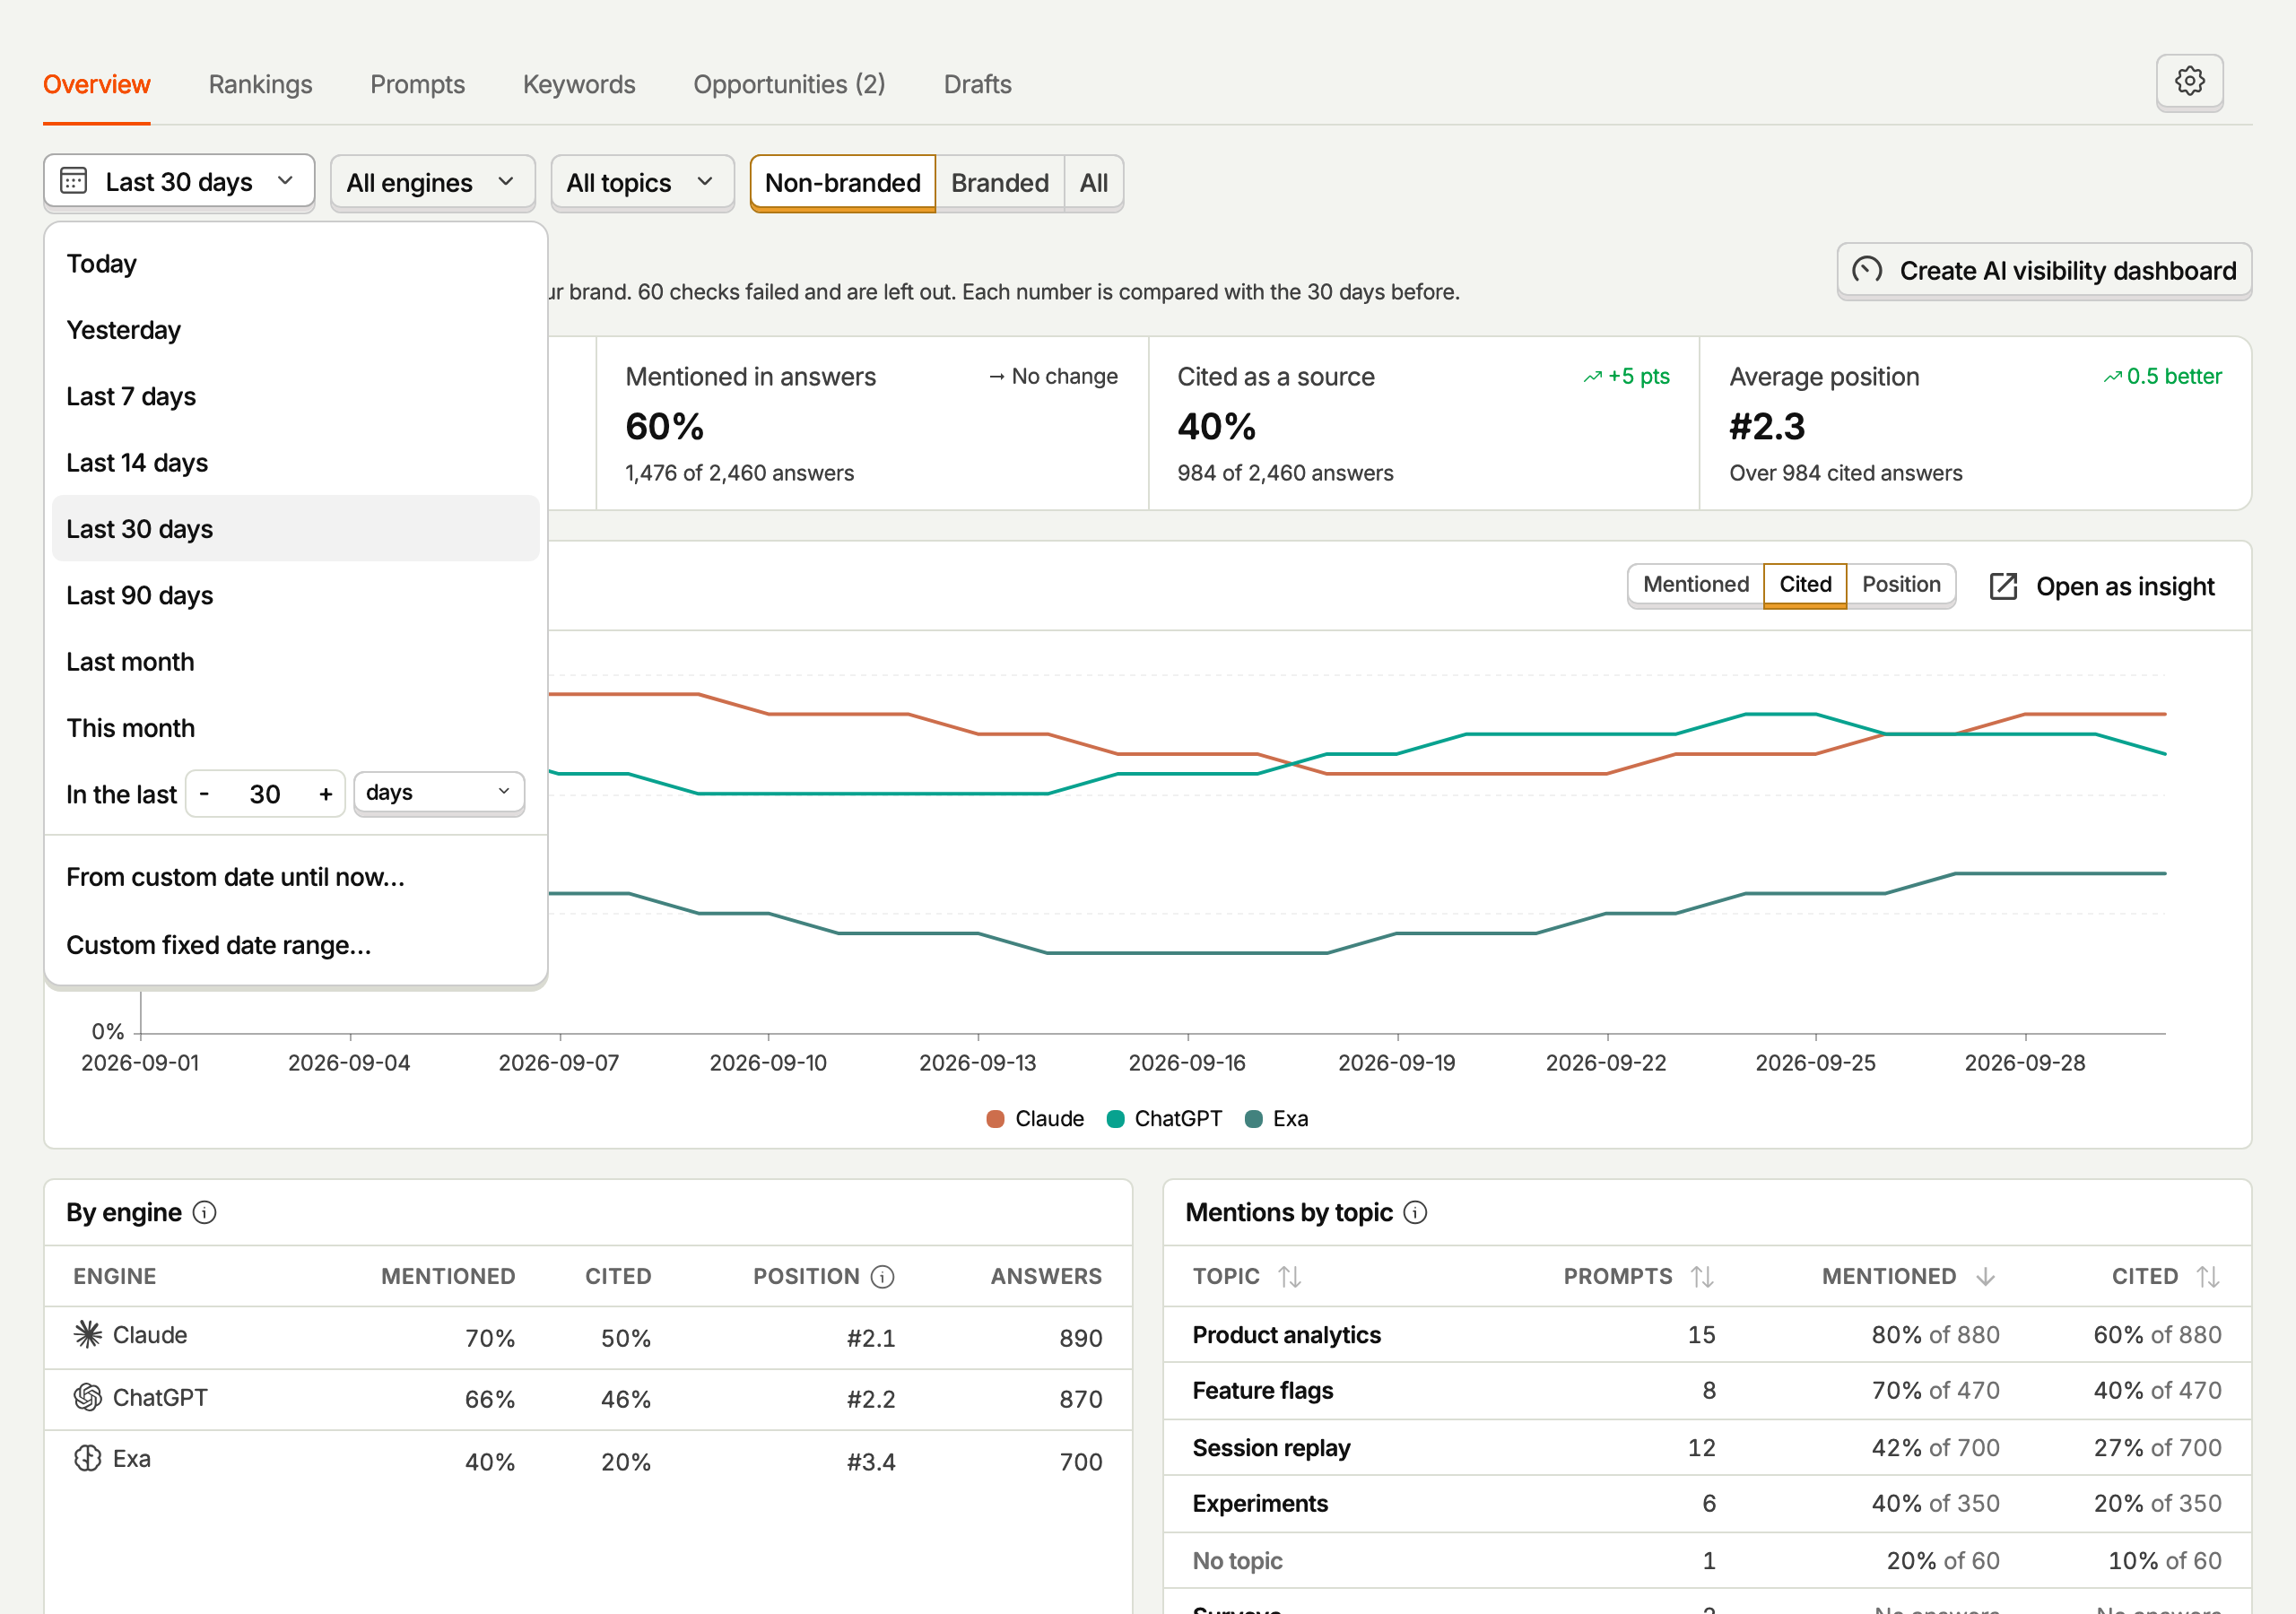 Overview Rankings Prompts Keywords Opportunities (2) Drafts
Last 30 days All engines All topics Non-branded Branded All
Today
Yesterday
Last 7 days
Last 14 days
Last 30 days
Last 90 days
Last month
This month
In the last - 30 + days
From custom date until now...
Custom fixed date range...
brand. 60 checks failed and are left out. Each number is compared with the 30 days before.
Create AI visibility dashboard
Mentioned in answers → No change
60%
1,476 of 2,460 answers
Cited as a source +5 pts
40%
984 of 2,460 answers
Average position 0.5 better
#2.3
Over 984 cited answers
Mentioned Cited Position Open as insight
0%
2026-09-01 2026-09-04 2026-09-07 2026-09-10 2026-09-13 2026-09-16 2026-09-19 2026-09-22 2026-09-25 2026-09-28
Claude ChatGPT Exa
By engine
ENGINE MENTIONED CITED POSITION ANSWERS
Claude 70% 50% #2.1 890
ChatGPT 66% 46% #2.2 870
Exa 40% 20% #3.4 700
Mentions by topic
TOPIC PROMPTS MENTIONED CITED
Product analytics 15 80% of 880 60% of 880
Feature flags 8 70% of 470 40% of 470
Session replay 12 42% of 700 27% of 700
Experiments 6 40% of 350 20% of 350
No topic 1 20% of 60 10% of 60